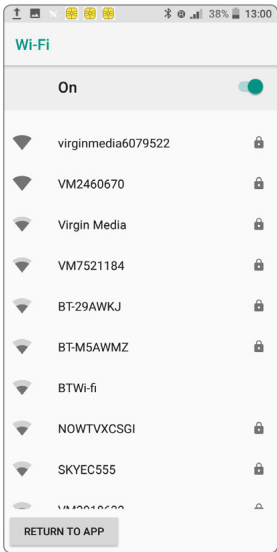 38% 13:00
Wi-Fi
On
virginmedia6079522
VM2460670
Virgin Media
VM7521184
BT-29AWKJ
BT-M5AWMZ
BTWi-fi
NOWTVXCSGI
SKYEC555
RETURN TO APP